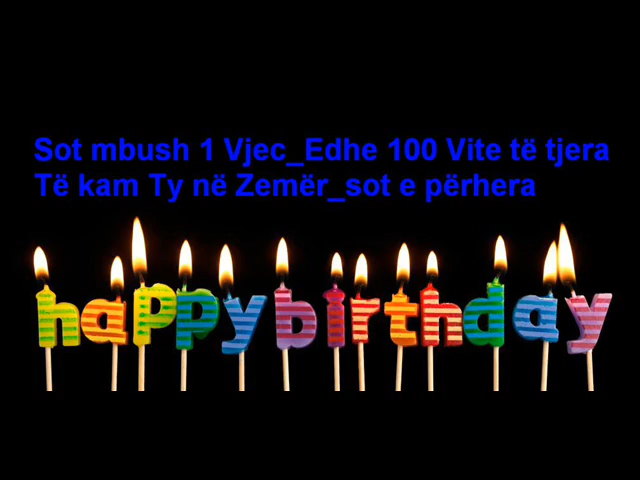 Sot mbush 1 Vjec_Edhe 100 Vite të tjera
Të kam Ty në Zemër_sot e përhera
happybirthday